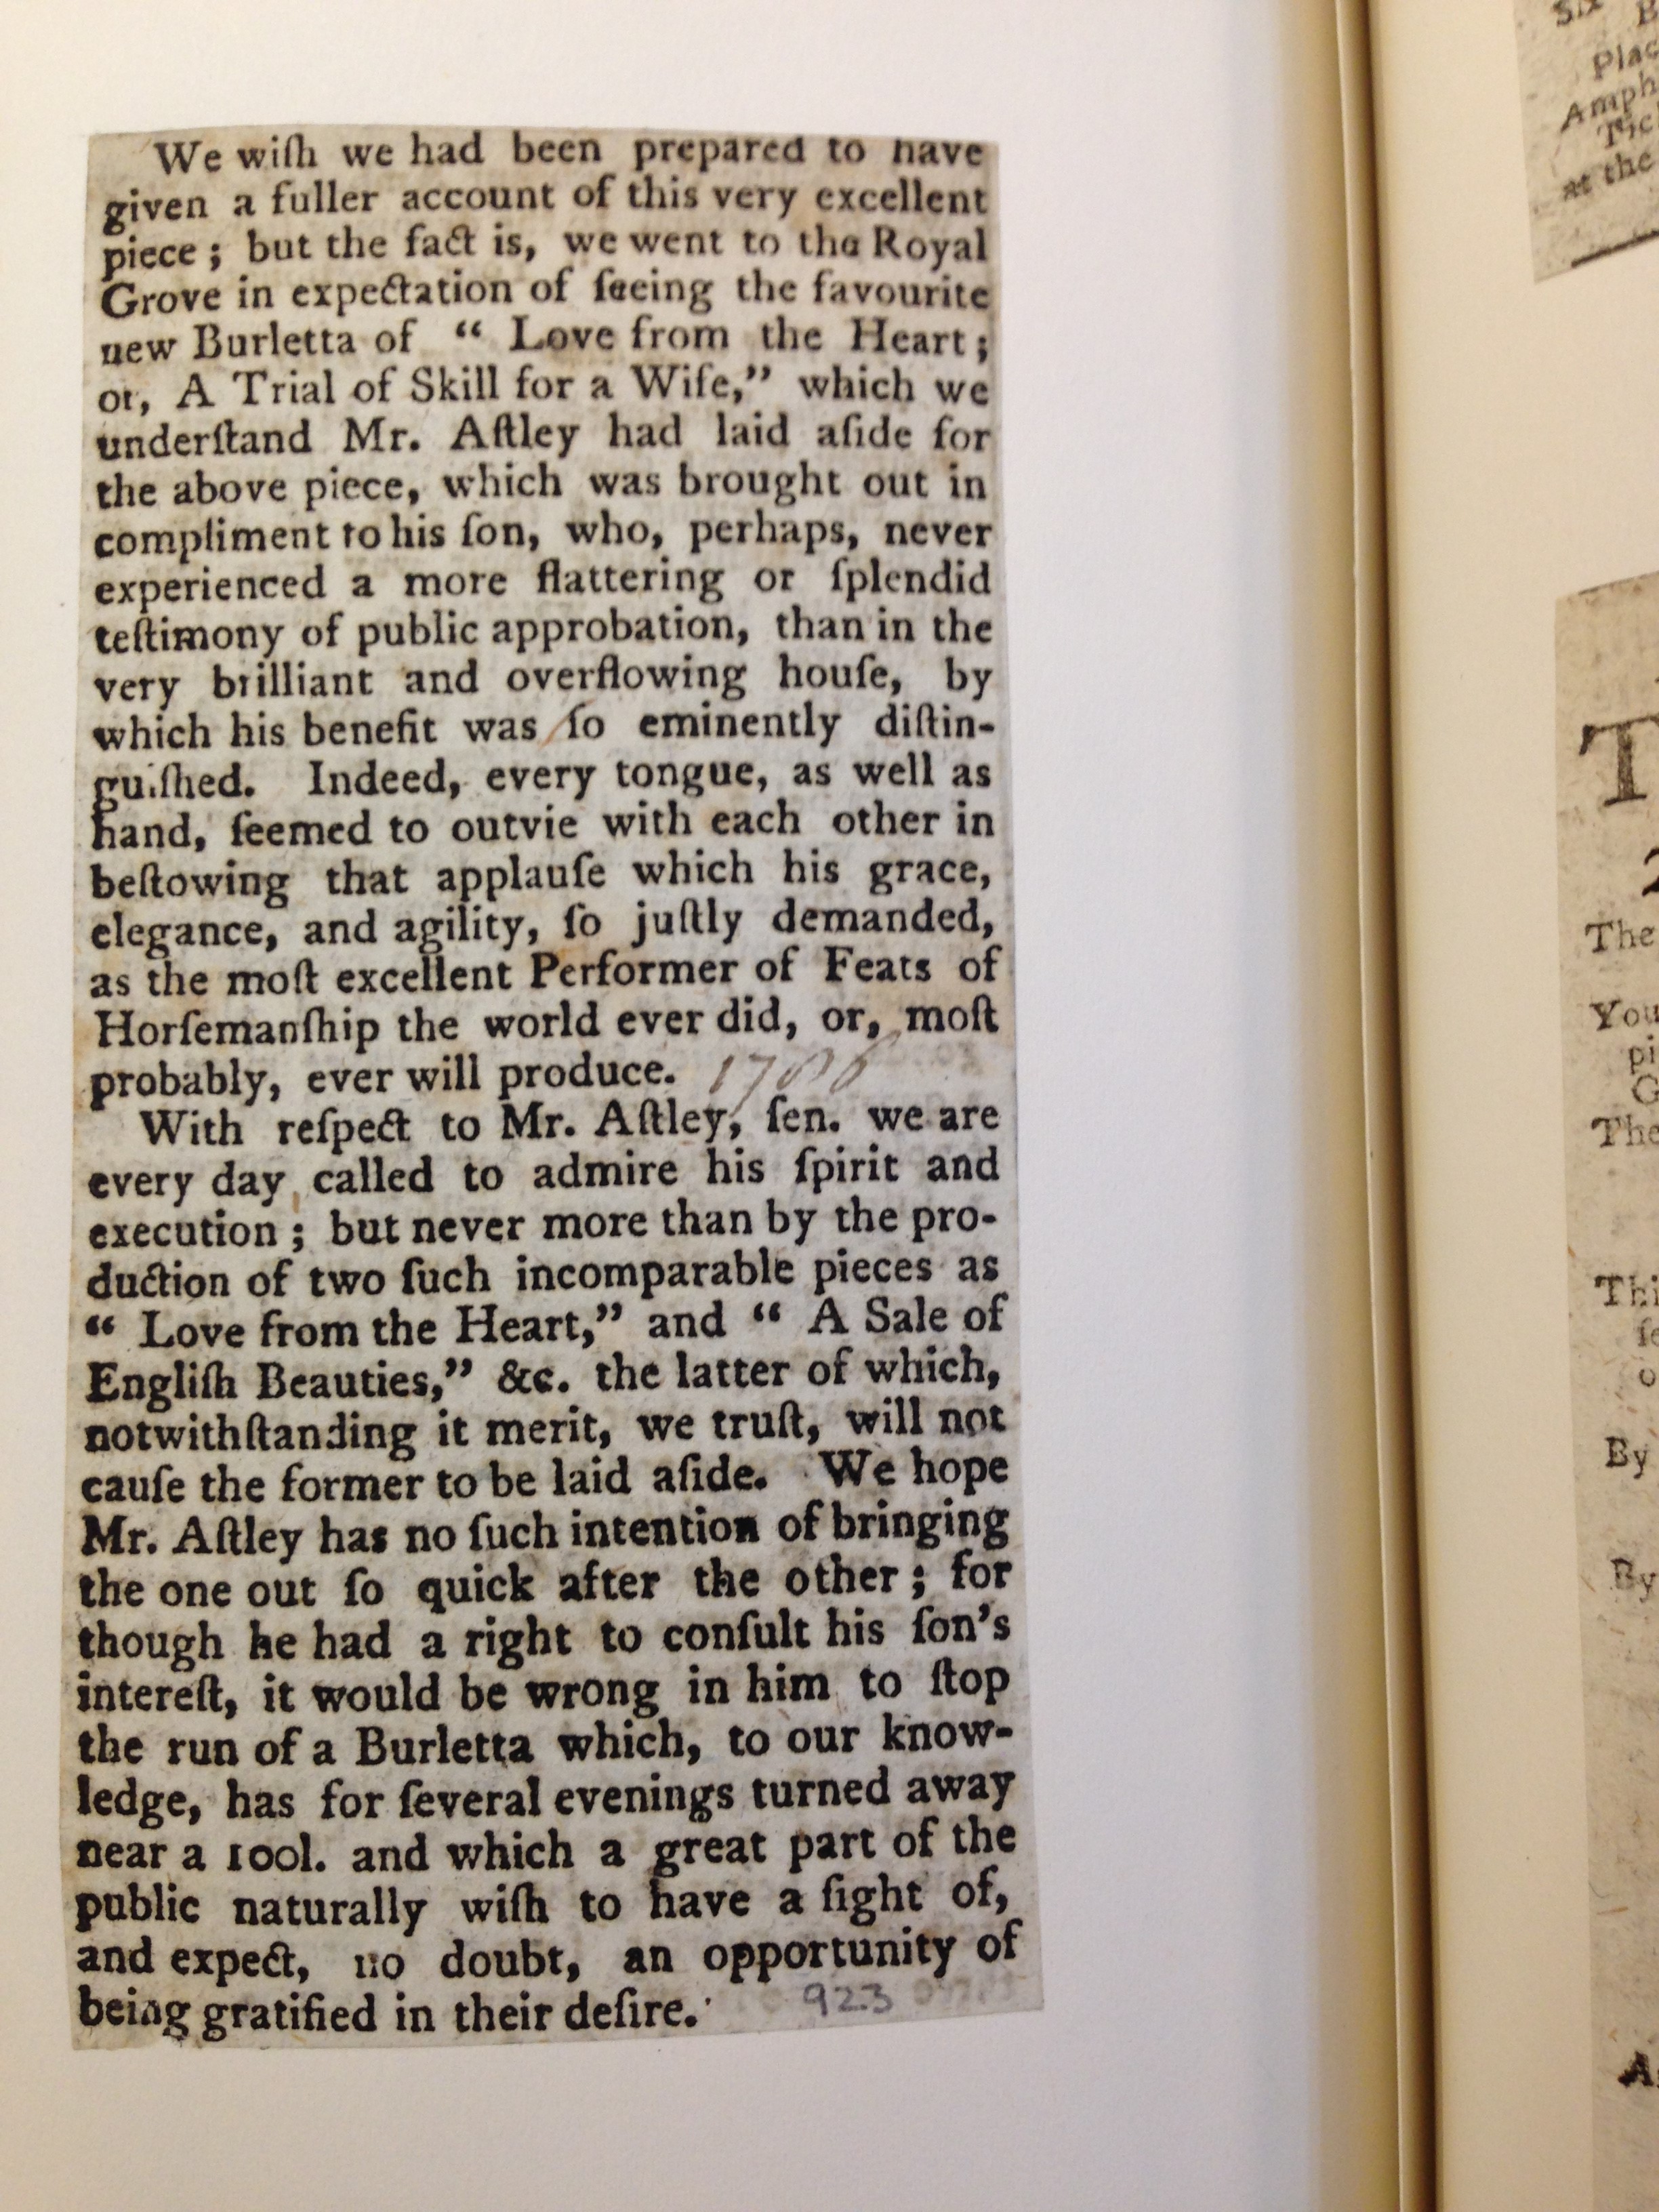 We wiſh we had been prepared to have
given a fuller account of this very excellent
piece; but the fact is, we went to the Royal
Grove in expectation of ſeeing the favourite
new Burletta of “ Love from the Heart;
or, A Trial of Skill for a Wife,” which we
underſtand Mr. Aſtley had laid aſide for
the above piece, which was brought out in
compliment to his ſon, who, perhaps, never
experienced a more flattering or ſplendid
teſtimony of public approbation, than in the
very brilliant and overflowing houſe, by
which his benefit was ſo eminently diſtin-
guiſhed. Indeed, every tongue, as well as
hand, ſeemed to outvie with each other in
beſtowing that applauſe which his grace,
elegance, and agility, ſo juſtly demanded,
as the moſt excellent Performer of Feats of
Horſemanſhip the world ever did, or, moſt
probably, ever will produce. 1786
With reſpect to Mr. Aſtley, ſen. we are
every day called to admire his ſpirit and
execution; but never more than by the pro-
duction of two ſuch incomparable pieces as
“ Love from the Heart,” and “ A Sale of
Engliſh Beauties,” &c. the latter of which,
notwithſtanding it merit, we truſt, will not
cauſe the former to be laid aſide. We hope
Mr. Aſtley has no ſuch intention of bringing
the one out ſo quick after the other; for
though he had a right to conſult his ſon’s
intereſt, it would be wrong in him to ſtop
the run of a Burletta which, to our know-
ledge, has for ſeveral evenings turned away
near a 100l. and which a great part of the
public naturally wiſh to have a ſight of,
and expect, no doubt, an opportunity of
being gratified in their deſire.
923
at the
The
You
The
By
By